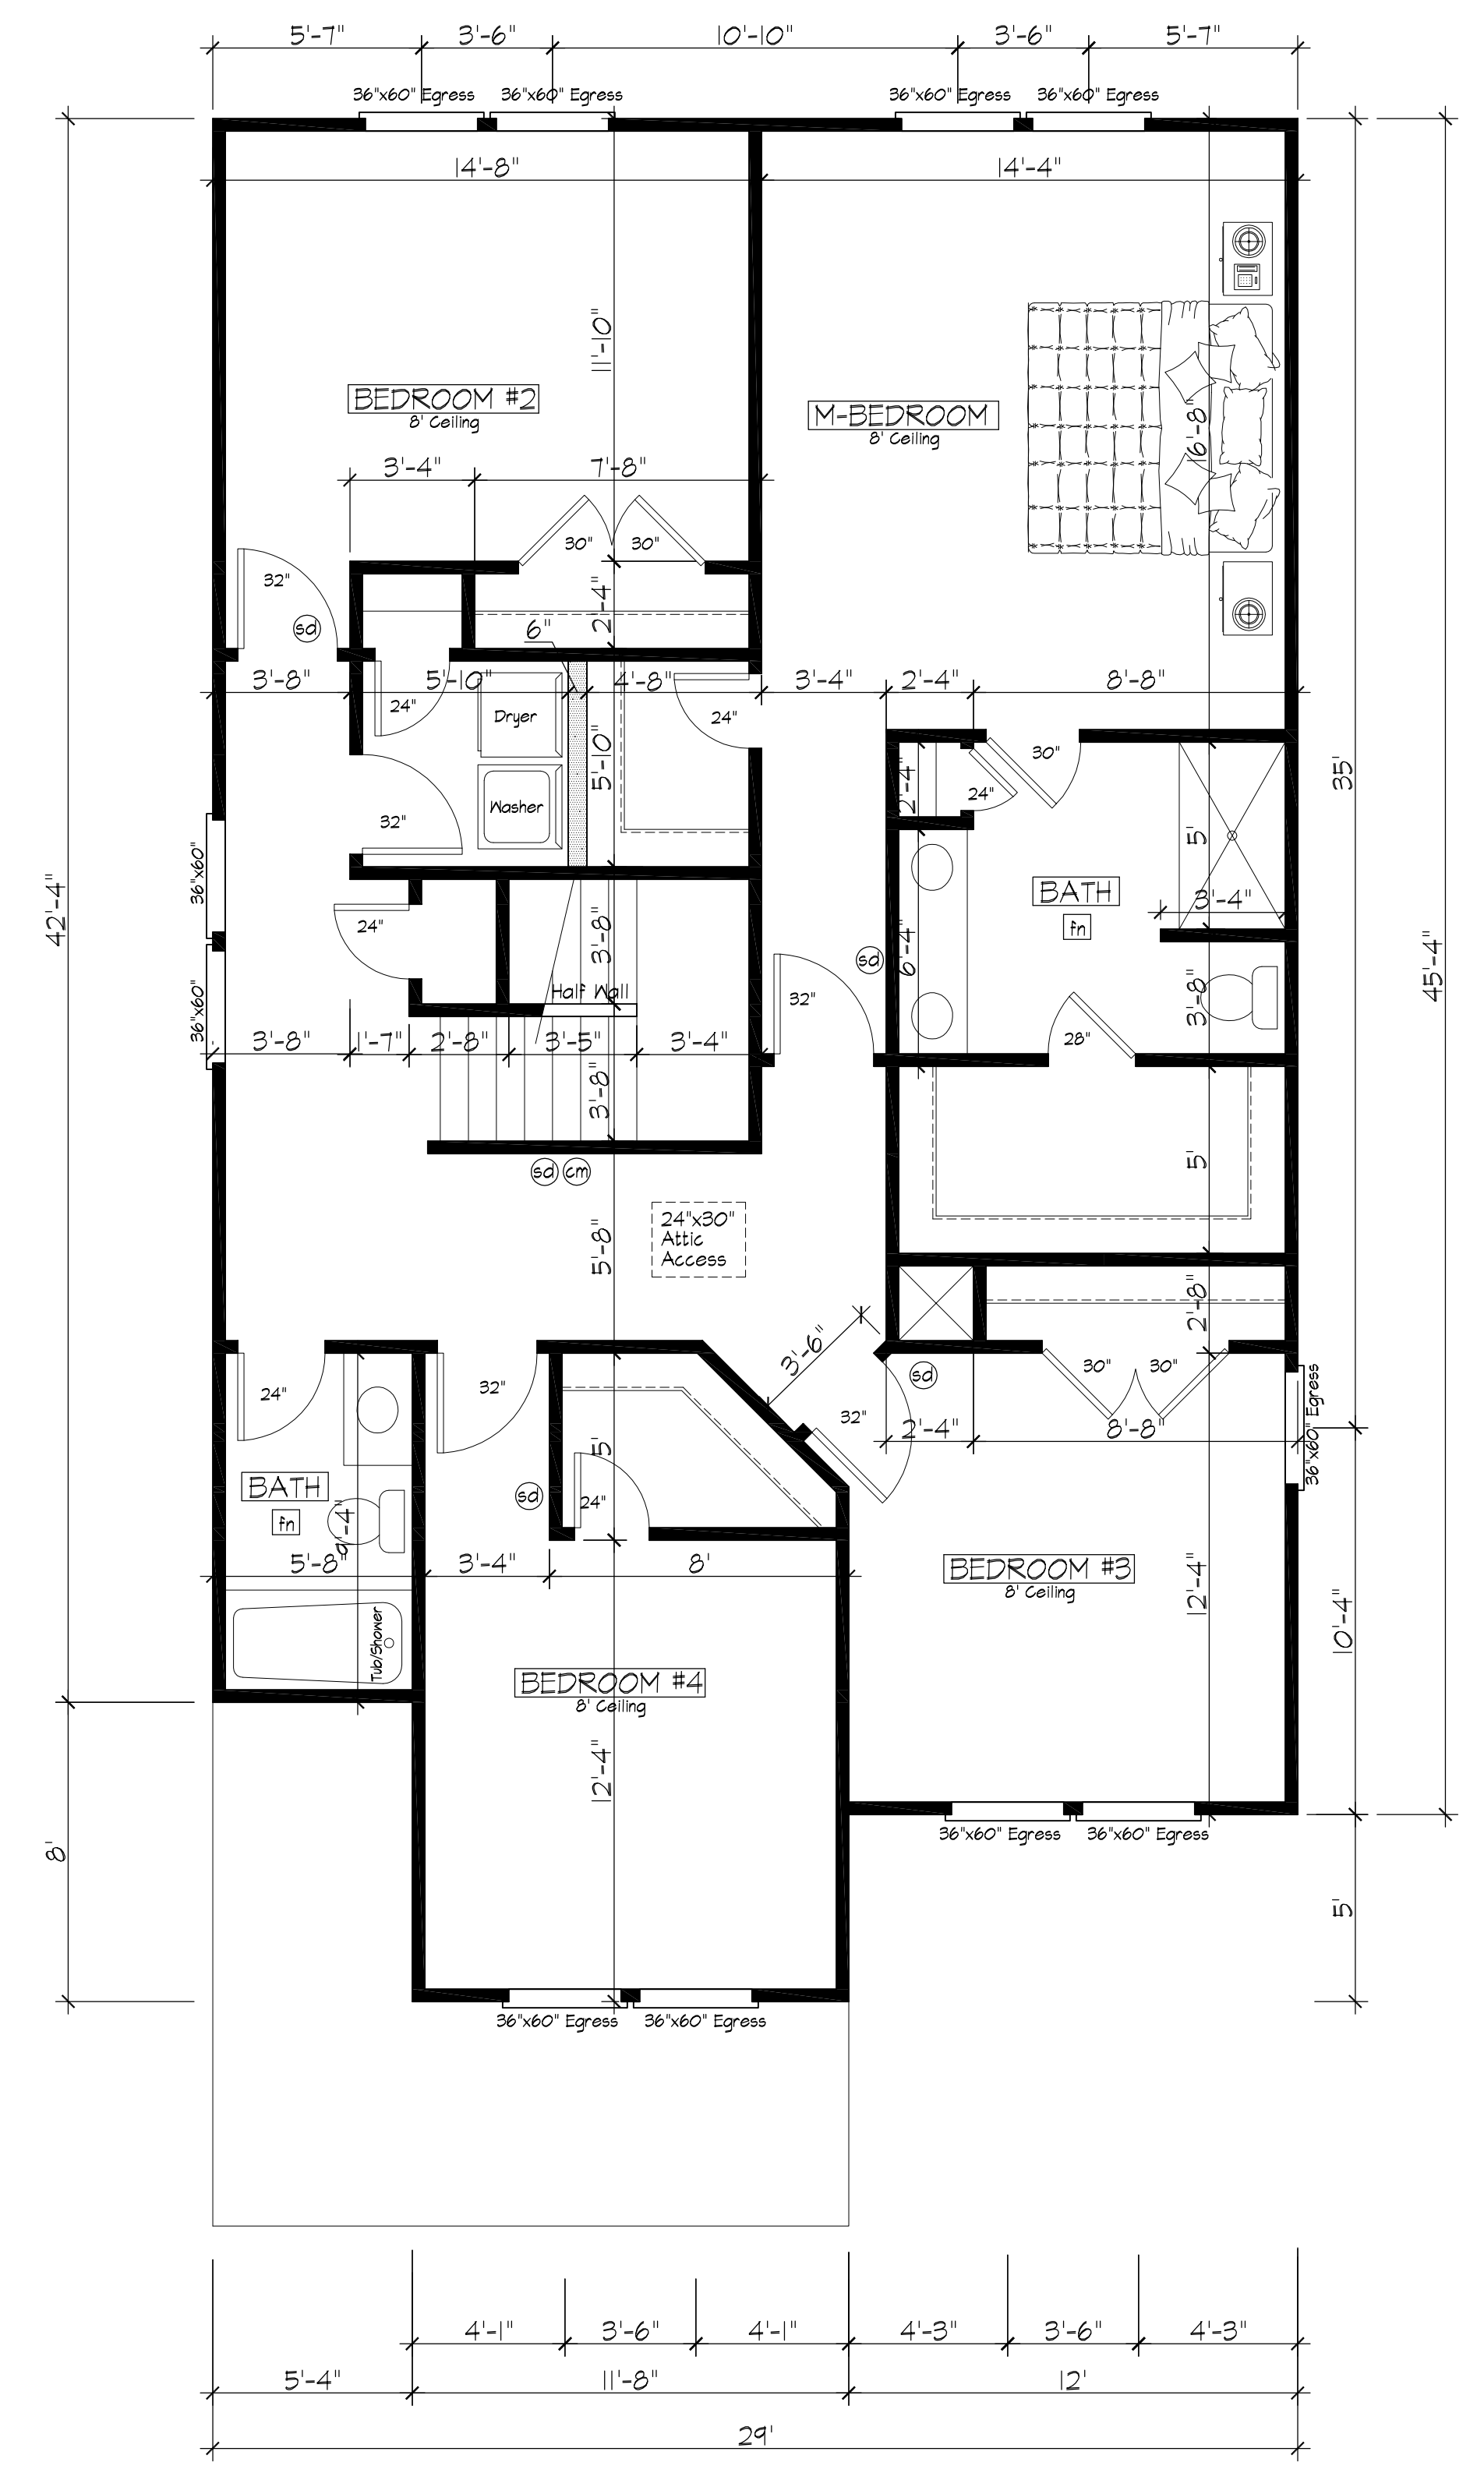 5'-7" 3'-6" 10'-10" 3'-6" 5'-7"
36"x60" Egress 36"x60" Egress 36"x60" Egress 36"x60" Egress
14'-8" 14'-4"
11'-10"
BEDROOM #2
8' Ceiling
M-BEDROOM
8' Ceiling
16'-8"
3'-4" 7'-8"
30" 30"
32"
sd
2'-4"
6"
3'-8" 5'-10" 4'-8" 3'-4" 2'-4" 8'-8"
24"
Dryer
24"
30"
5'-10"
2'-4"
24"
35'
Washer
32"
5'
36"x60"
42'-4"
BATH
fn
3'-4"
24"
3'-8"
6'-4"
sd
45'-4"
Half Wall
32"
36"x60"
3'-8"
3'-8" 1'-7" 2'-8" 3'-5" 3'-4"
28"
3'-8"
sd cm
5'
24"x30"
Attic
Access
5'-8"
2'-8"
3'-6"
30" 30"
sd
24"
32"
32"
2'-4" 8'-8"
36"x60" Egress
5'
BATH
fn
9'-4"
sd
24"
5'-8" 3'-4" 8'
BEDROOM #3
8' Ceiling
12'-4"
10'-4"
Tub/Shower
BEDROOM #4
8' Ceiling
12'-4"
36"x60" Egress 36"x60" Egress
8'
5'
36"x60" Egress 36"x60" Egress
4'-1" 3'-6" 4'-1" 4'-3" 3'-6" 4'-3"
5'-4" 11'-8" 12'
29'